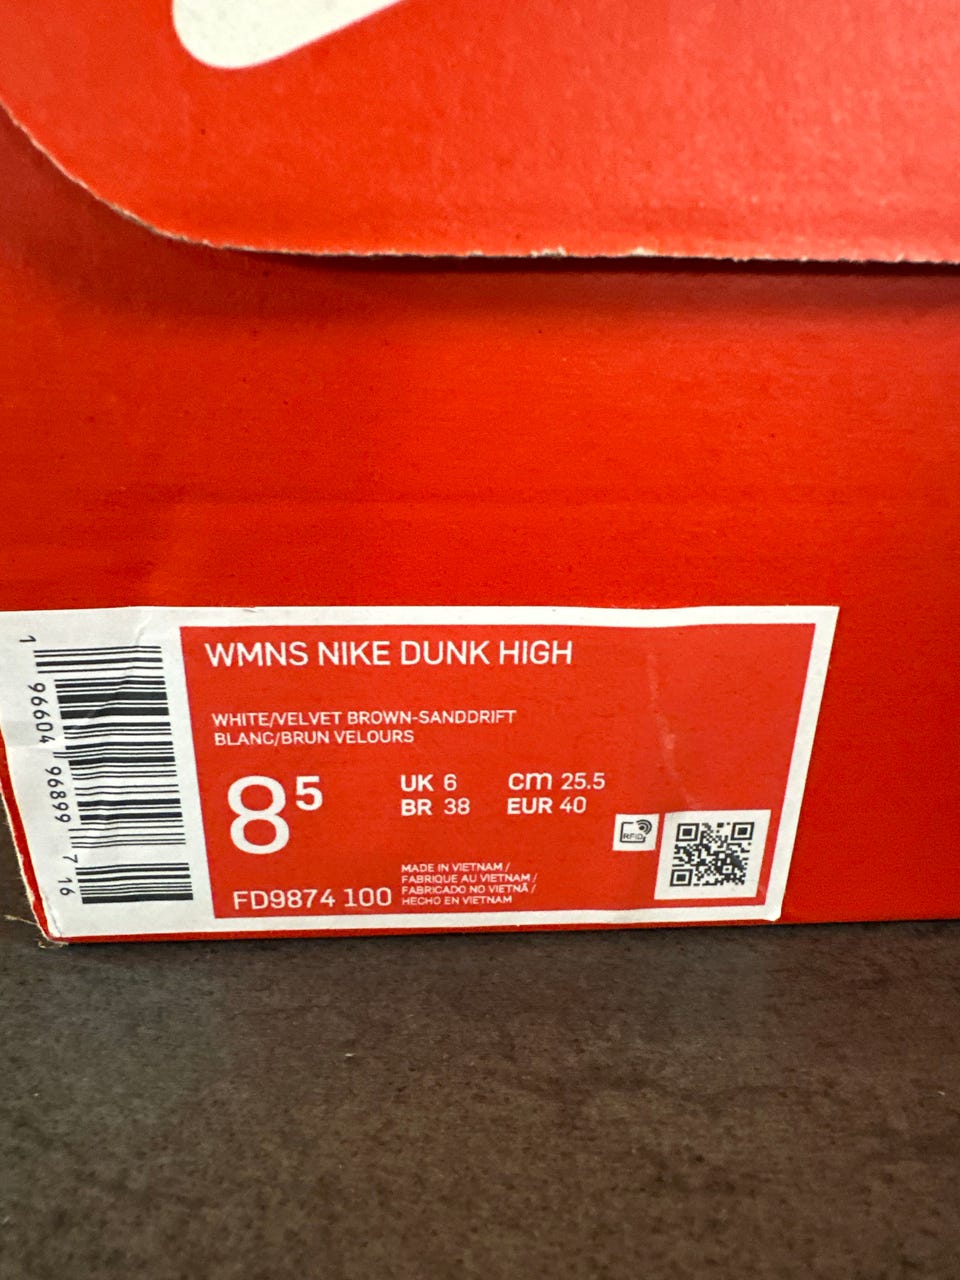 WMNS NIKE DUNK HIGH
WHITE/VELVET BROWN-SANDDRIFT
BLANC/BRUN VELOURS
8⁵
UK 6 cm 25.5
BR 38 EUR 40
RFID
FD9874 100
MADE IN VIETNAM /
FABRIQUE AU VIETNAM /
FABRICADO NO VIETNÃ /
HECHO EN VIETNAM
1 96604 96899 7 16